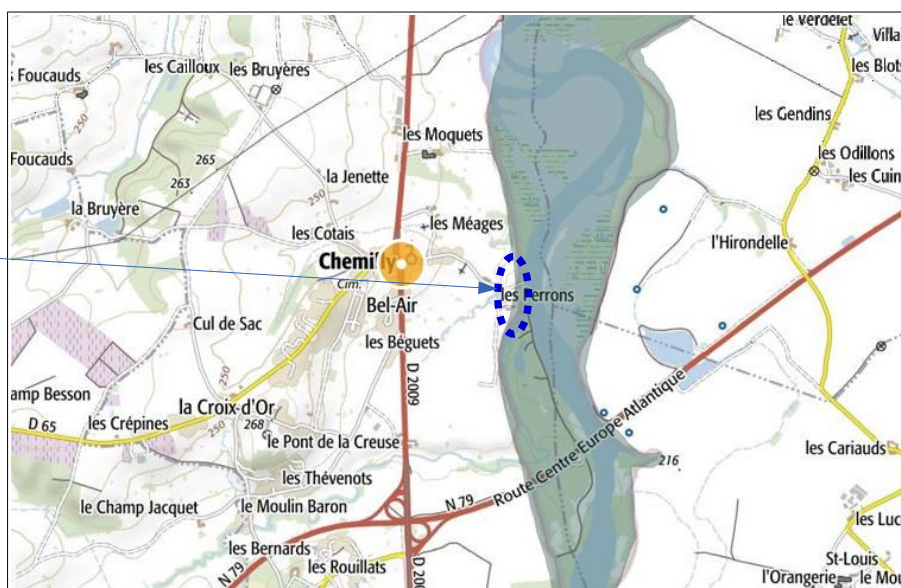 le Verdelet
Villa
les Cailloux
les Bruyères
les Blots
Foucauds
250
les Gendins
les Moquets
Foucauds
265
les Odillons
263
la Jenette
250
les Cuin
la Bruyère
les Méages
les Cotais
l'Hirondelle
Chemilly
Cim.
les Perrons
Bel-Air
Cul de Sac
les Béguets
D 2009
Route Centre Europe Atlantique
amp Besson
250
la Croix-d'Or
les Crépines
D 65
250
268
le Pont de la Creuse
les Cariauds
216
les Thévenots
N 79
le Champ Jacquet
le Moulin Baron
les Luc
les Bernards
St-Louis
N 79
les Rouillats
D 200
l'Orangerie
le Mou